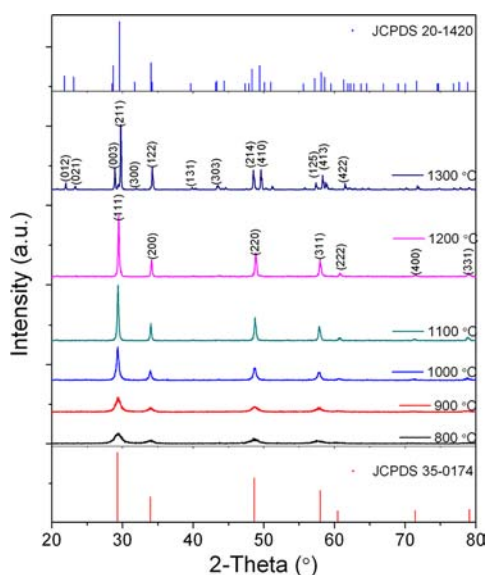 JCPDS 20-1420
(012)
(021)
(003)
(211)
(300)
(122)
(131)
(303)
(214)
(410)
(125)
(413)
(422)
1300 °C
(111)
(200)
(220)
(311)
(222)
(400)
(331)
1200 °C
1100 °C
1000 °C
900 °C
800 °C
JCPDS 35-0174
Intensity (a.u.)
20 30 40 50 60 70 80
2-Theta (°)